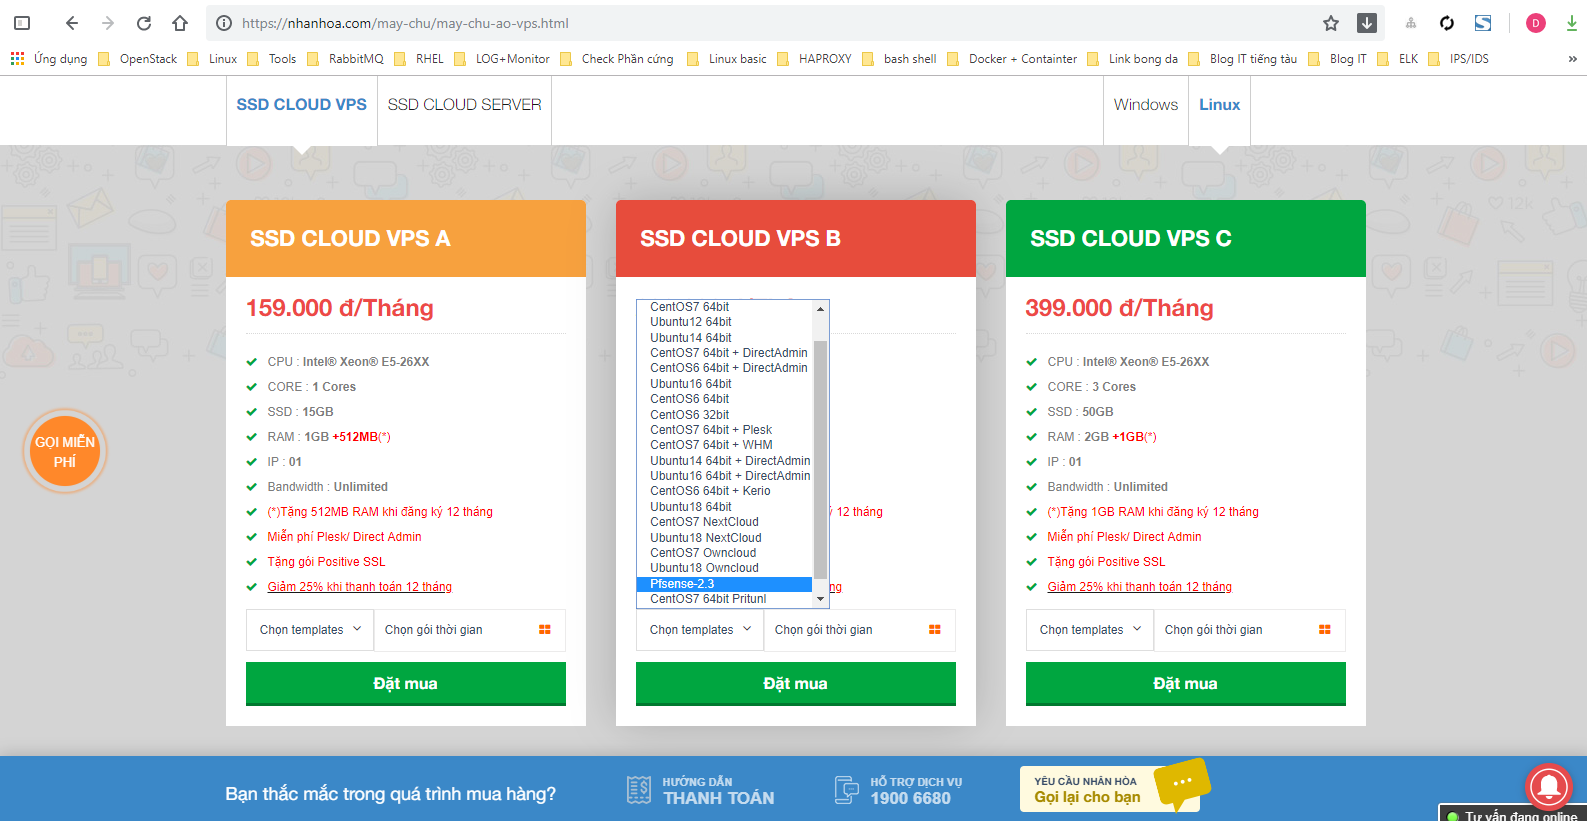 https://nhanhoa.com/may-chu/may-chu-ao-vps.html
D
Ứng dụng OpenStack Linux Tools RabbitMQ RHEL LOG+Monitor Check Phần cứng Linux basic HAPROXY bash shell Docker + Containter Link bong da Blog IT tiếng tàu Blog IT ELK IPS/IDS »
SSD CLOUD VPS SSD CLOUD SERVER Windows Linux
12k
SSD CLOUD VPS A
159.000 đ/Tháng
CPU : Intel® Xeon® E5-26XX
CORE : 1 Cores
SSD : 15GB
RAM : 1GB +512MB(*)
IP : 01
Bandwidth : Unlimited
(*)Tặng 512MB RAM khi đăng ký 12 tháng
Miễn phí Plesk/ Direct Admin
Tặng gói Positive SSL
Giảm 25% khi thanh toán 12 tháng
Chọn templates Chọn gói thời gian
Đặt mua
SSD CLOUD VPS B
CentOS7 64bit
Ubuntu12 64bit
Ubuntu14 64bit
CentOS7 64bit + DirectAdmin
CentOS6 64bit + DirectAdmin
Ubuntu16 64bit
CentOS6 64bit
CentOS6 32bit
CentOS7 64bit + Plesk
CentOS7 64bit + WHM
Ubuntu14 64bit + DirectAdmin
Ubuntu16 64bit + DirectAdmin
CentOS6 64bit + Kerio
Ubuntu18 64bit
CentOS7 NextCloud
Ubuntu18 NextCloud
CentOS7 Owncloud
Ubuntu18 Owncloud
Pfsense-2.3
CentOS7 64bit Pritunl
12 tháng
Chọn templates Chọn gói thời gian
Đặt mua
SSD CLOUD VPS C
399.000 đ/Tháng
CPU : Intel® Xeon® E5-26XX
CORE : 3 Cores
SSD : 50GB
RAM : 2GB +1GB(*)
IP : 01
Bandwidth : Unlimited
(*)Tặng 1GB RAM khi đăng ký 12 tháng
Miễn phí Plesk/ Direct Admin
Tặng gói Positive SSL
Giảm 25% khi thanh toán 12 tháng
Chọn templates Chọn gói thời gian
Đặt mua
GỌI MIỄN
PHÍ
Bạn thắc mắc trong quá trình mua hàng?
HƯỚNG DẪN
THANH TOÁN
HỖ TRỢ DỊCH VỤ
1900 6680
YÊU CẦU NHÂN HÒA
Gọi lại cho bạn
Tư vấn đang online